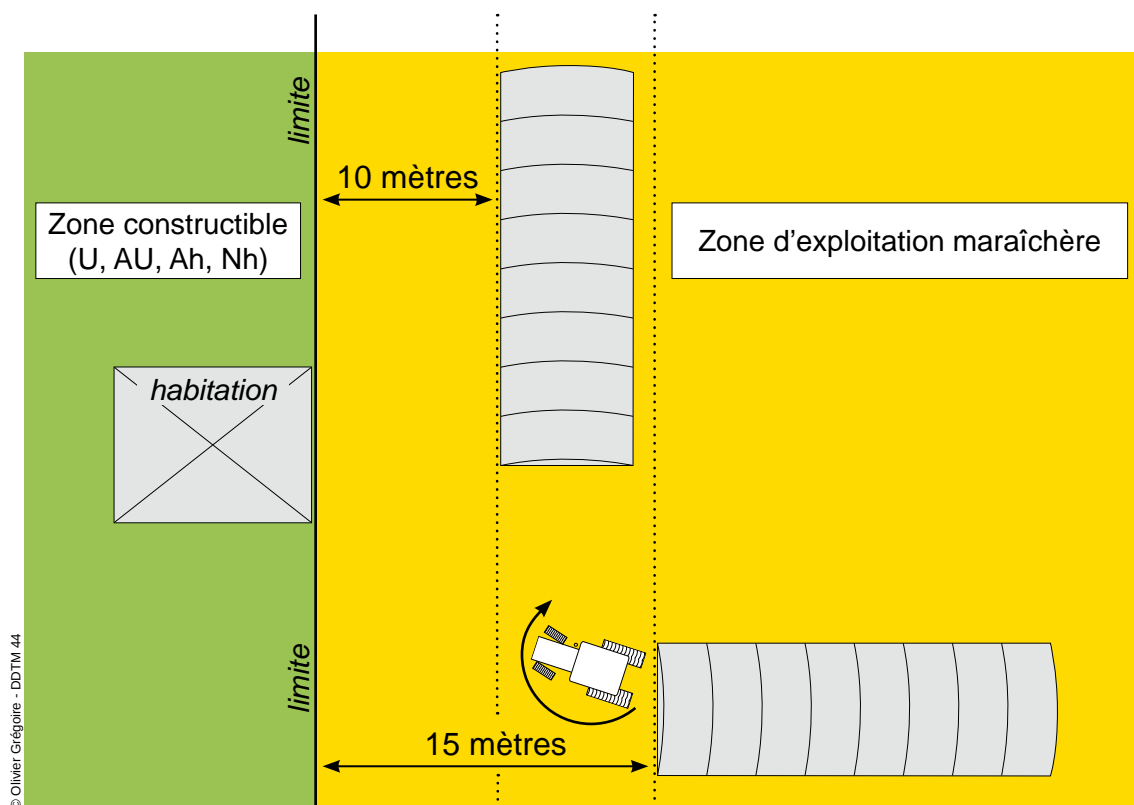 limite
10 mètres
Zone constructible
(U, AU, Ah, Nh)
Zone d'exploitation maraîchère
habitation
limite
15 mètres
© Olivier Grégoire - DDTM 44